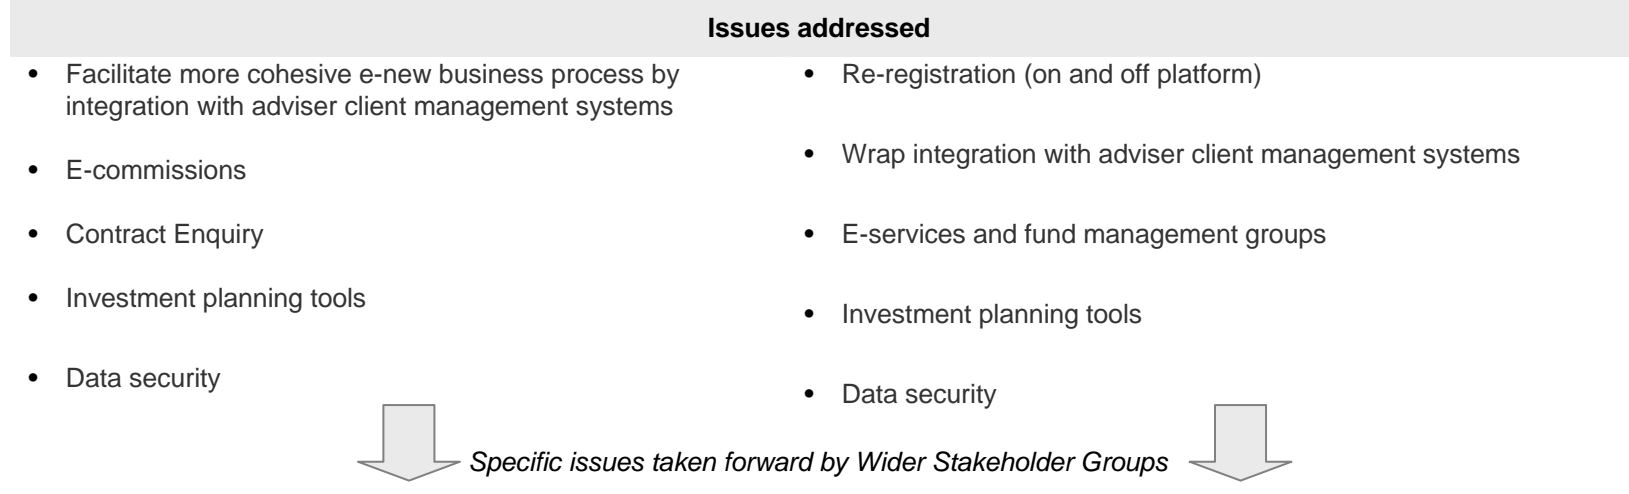 Issues addressed
• Facilitate more cohesive e-new business process by
integration with adviser client management systems
• E-commissions
• Contract Enquiry
• Investment planning tools
• Data security
• Re-registration (on and off platform)
• Wrap integration with adviser client management systems
• E-services and fund management groups
• Investment planning tools
• Data security
Specific issues taken forward by Wider Stakeholder Groups